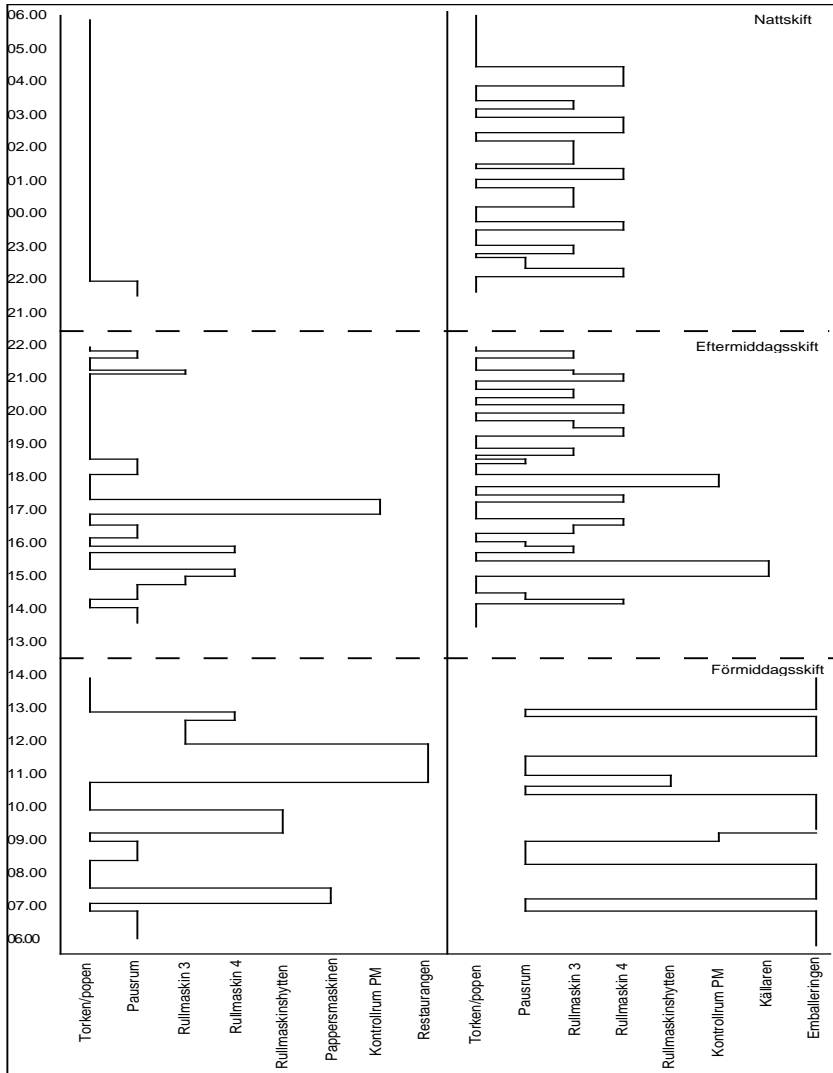 Nattskift
06.00
05.00
04.00
03.00
02.00
01.00
00.00
23.00
22.00
21.00
Eftermiddagsskift
22.00
21.00
20.00
19.00
18.00
17.00
16.00
15.00
14.00
13.00
Förmiddagsskift
14.00
13.00
12.00
11.00
10.00
09.00
08.00
07.00
06.00
Torken/popen
Pausrum
Rullmaskin 3
Rullmaskin 4
Rullmaskinshytten
Pappersmaskinen
Kontrollrum PM
Restaurangen
Torken/popen
Pausrum
Rullmaskin 3
Rullmaskin 4
Rullmaskinshytten
Kontrollrum PM
Källaren
Emballeringen